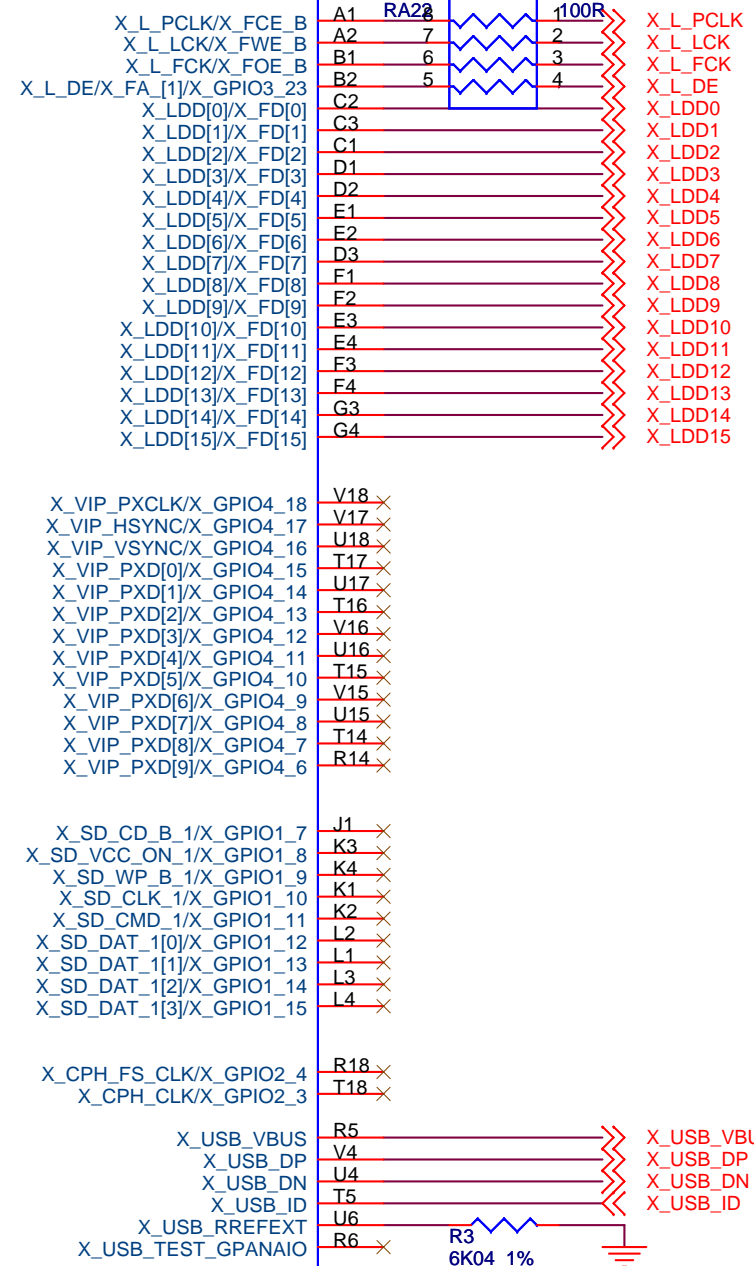 X_L_PCLK/X_FCE_B A1 RA22 8 1 100R X_L_PCLK
X_L_LCK/X_FWE_B A2 7 2 X_L_LCK
X_L_FCK/X_FOE_B B1 6 3 X_L_FCK
X_L_DE/X_FA_[1]/X_GPIO3_23 B2 5 4 X_L_DE
X_LDD[0]/X_FD[0] C2 X_LDD0
X_LDD[1]/X_FD[1] C3 X_LDD1
X_LDD[2]/X_FD[2] C1 X_LDD2
X_LDD[3]/X_FD[3] D1 X_LDD3
X_LDD[4]/X_FD[4] D2 X_LDD4
X_LDD[5]/X_FD[5] E1 X_LDD5
X_LDD[6]/X_FD[6] E2 X_LDD6
X_LDD[7]/X_FD[7] D3 X_LDD7
X_LDD[8]/X_FD[8] F1 X_LDD8
X_LDD[9]/X_FD[9] F2 X_LDD9
X_LDD[10]/X_FD[10] E3 X_LDD10
X_LDD[11]/X_FD[11] E4 X_LDD11
X_LDD[12]/X_FD[12] F3 X_LDD12
X_LDD[13]/X_FD[13] F4 X_LDD13
X_LDD[14]/X_FD[14] G3 X_LDD14
X_LDD[15]/X_FD[15] G4 X_LDD15
X_VIP_PXCLK/X_GPIO4_18 V18
X_VIP_HSYNC/X_GPIO4_17 V17
X_VIP_VSYNC/X_GPIO4_16 U18
X_VIP_PXD[0]/X_GPIO4_15 T17
X_VIP_PXD[1]/X_GPIO4_14 U17
X_VIP_PXD[2]/X_GPIO4_13 T16
X_VIP_PXD[3]/X_GPIO4_12 V16
X_VIP_PXD[4]/X_GPIO4_11 U16
X_VIP_PXD[5]/X_GPIO4_10 T15
X_VIP_PXD[6]/X_GPIO4_9 V15
X_VIP_PXD[7]/X_GPIO4_8 U15
X_VIP_PXD[8]/X_GPIO4_7 T14
X_VIP_PXD[9]/X_GPIO4_6 R14
X_SD_CD_B_1/X_GPIO1_7 J1
X_SD_VCC_ON_1/X_GPIO1_8 K3
X_SD_WP_B_1/X_GPIO1_9 K4
X_SD_CLK_1/X_GPIO1_10 K1
X_SD_CMD_1/X_GPIO1_11 K2
X_SD_DAT_1[0]/X_GPIO1_12 L2
X_SD_DAT_1[1]/X_GPIO1_13 L1
X_SD_DAT_1[2]/X_GPIO1_14 L3
X_SD_DAT_1[3]/X_GPIO1_15 L4
X_CPH_FS_CLK/X_GPIO2_4 R18
X_CPH_CLK/X_GPIO2_3 T18
X_USB_VBUS R5 X_USB_VBU
X_USB_DP V4 X_USB_DP
X_USB_DN U4 X_USB_DN
X_USB_ID T5 X_USB_ID
X_USB_RREFEXT U6
R3
X_USB_TEST_GPANAIO R6
6K04 1%